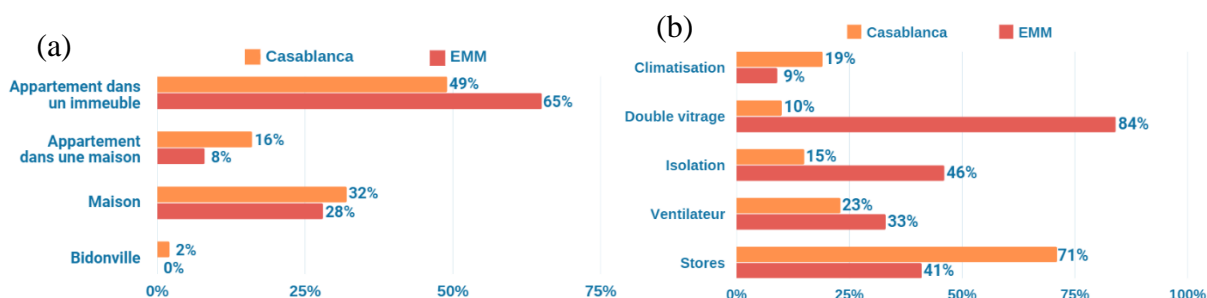 (a)
Casablanca EMM
Appartement dans
un immeuble
49%
65%
Appartement
dans une maison
16%
8%
Maison
32%
28%
Bidonville
2%
0%
0% 25% 50% 75%
(b)
Casablanca EMM
Climatisation
19%
9%
Double vitrage
10%
84%
Isolation
15%
46%
Ventilateur
23%
33%
Stores
71%
41%
0% 25% 50% 75% 100%